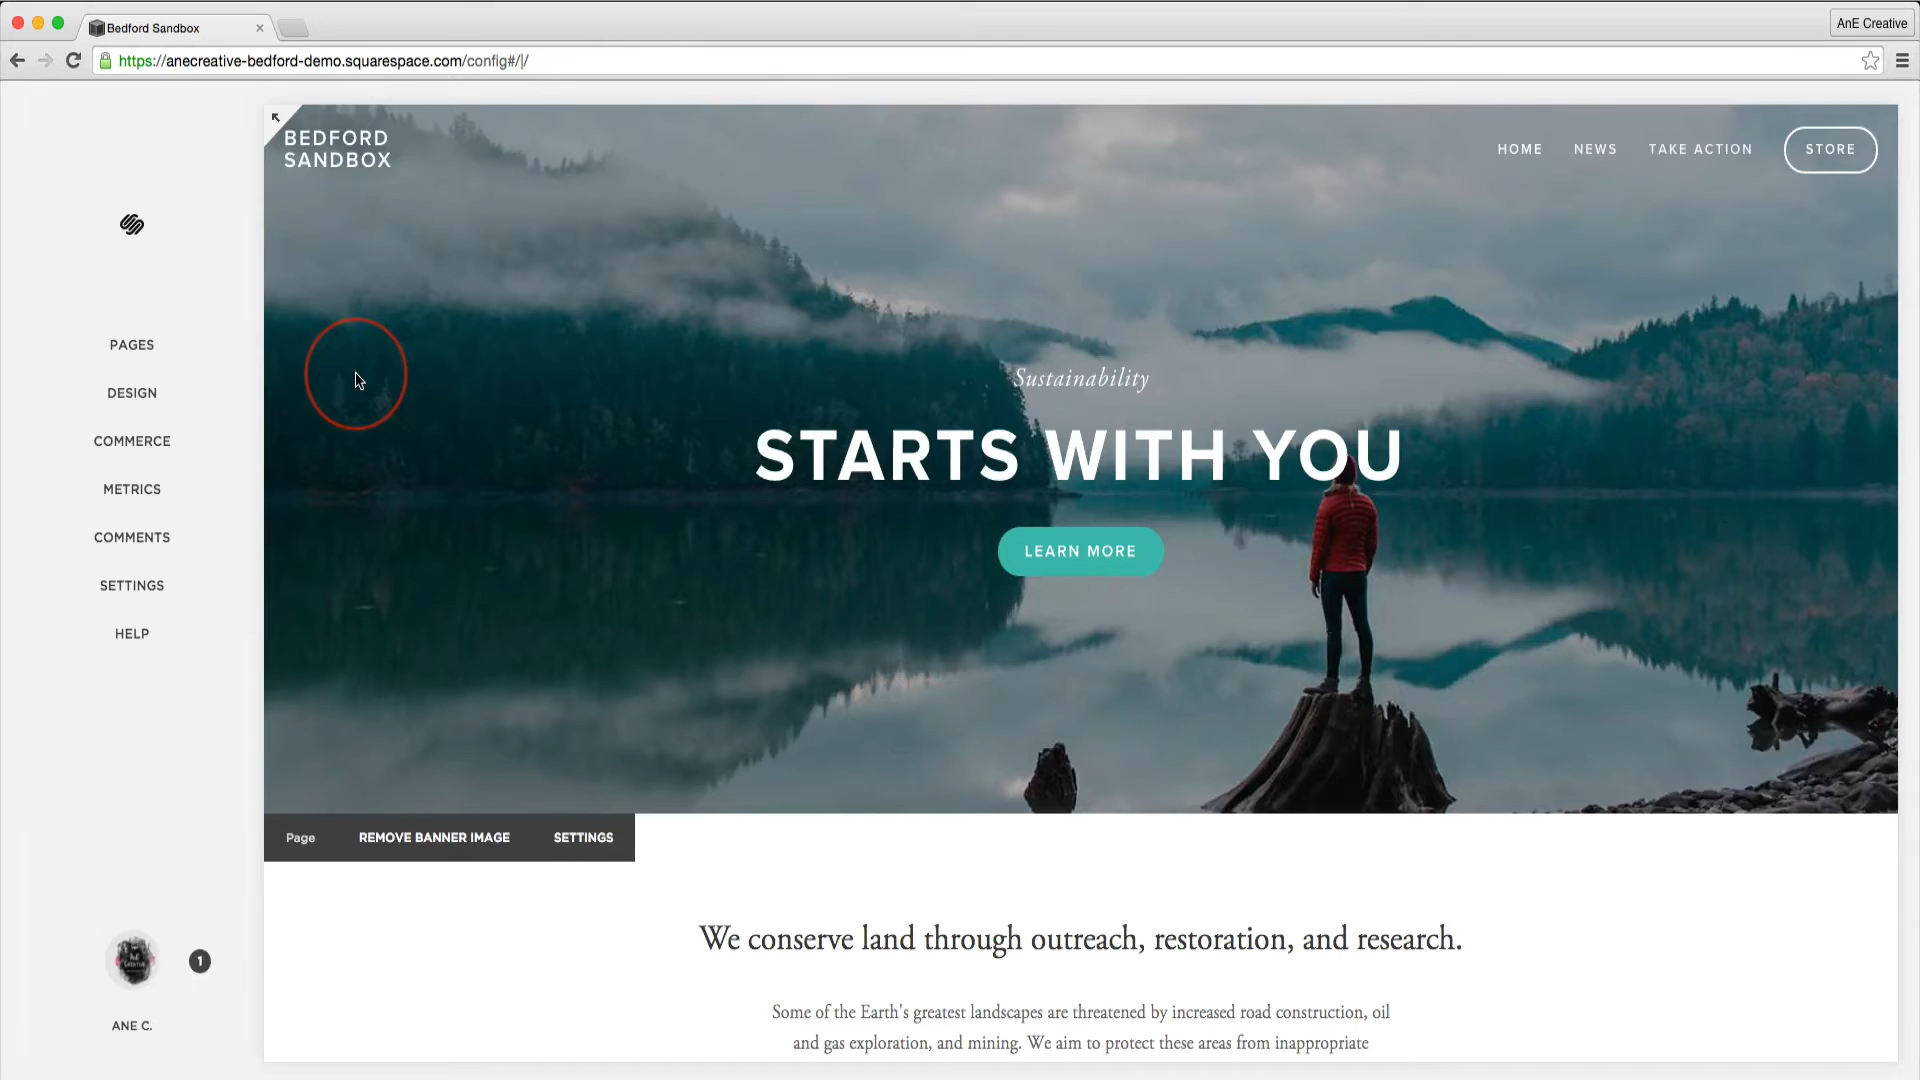 Bedford Sandbox
AnE Creative
https://anecreative-bedford-demo.squarespace.com/config#/|/
BEDFORD
SANDBOX
HOME
NEWS
TAKE ACTION
STORE
PAGES
DESIGN
COMMERCE
METRICS
COMMENTS
SETTINGS
HELP
Sustainability
STARTS WITH YOU
LEARN MORE
Page
REMOVE BANNER IMAGE
SETTINGS
We conserve land through outreach, restoration, and research.
Some of the Earth's greatest landscapes are threatened by increased road construction, oil
and gas exploration, and mining. We aim to protect these areas from inappropriate
1
ANE C.